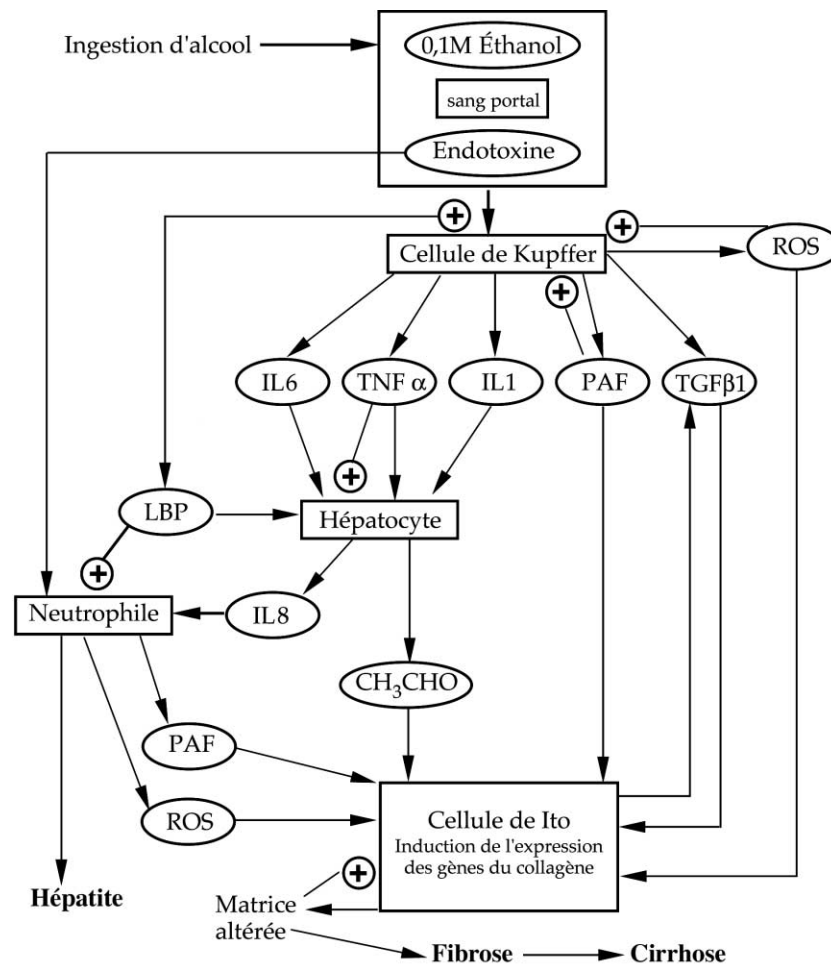 Ingestion d'alcool
0,1M Éthanol
sang portal
Endotoxine
+
+
Cellule de Kupffer
ROS
+
IL6
TNF α
IL1
PAF
TGFβ1
+
LBP
Hépatocyte
+
Neutrophile
IL8
CH₃CHO
PAF
ROS
Cellule de Ito
Induction de l'expression
des gènes du collagène
+
Hépatite
Matrice
altérée
Fibrose
Cirrhose